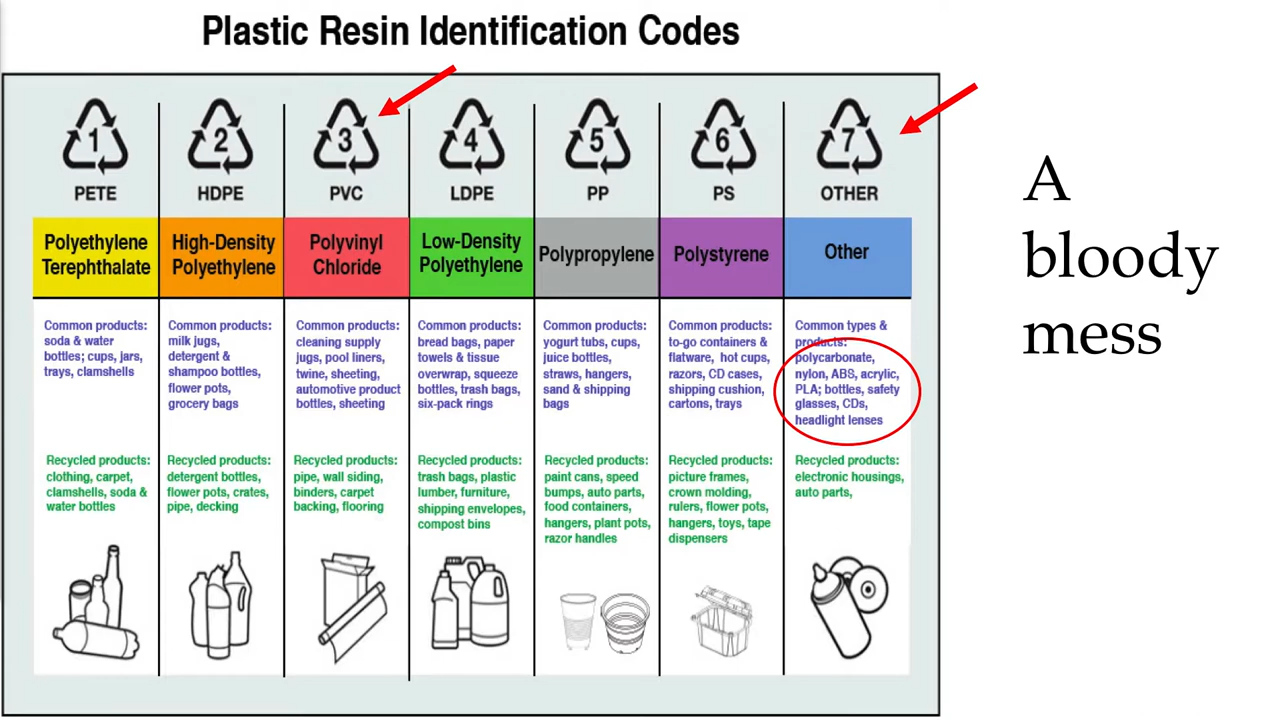 Plastic Resin Identification Codes
1
PETE
Polyethylene
Terephthalate
Common products:
soda & water
bottles; cups, jars,
trays, clamshells
Recycled products:
clothing, carpet,
clamshells, soda &
water bottles
2
HDPE
High-Density
Polyethylene
Common products:
milk jugs,
detergent &
shampoo bottles,
flower pots,
grocery bags
Recycled products:
detergent bottles,
flower pots, crates,
pipe, decking
3
PVC
Polyvinyl
Chloride
Common products:
cleaning supply
jugs, pool liners,
twine, sheeting,
automotive product
bottles, sheeting
Recycled products:
pipe, wall siding,
binders, carpet
backing, flooring
4
LDPE
Low-Density
Polyethylene
Common products:
bread bags, paper
towels & tissue
overwrap, squeeze
bottles, trash bags,
six-pack rings
Recycled products:
trash bags, plastic
lumber, furniture,
shipping envelopes,
compost bins
5
PP
Polypropylene
Common products:
yogurt tubs, cups,
juice bottles,
straws, hangers,
sand & shipping
bags
Recycled products:
paint cans, speed
bumps, auto parts,
food containers,
hangers, plant pots,
razor handles
6
PS
Polystyrene
Common products:
to-go containers &
flatware, hot cups,
razors, CD cases,
shipping cushion,
cartons, trays
Recycled products:
picture frames,
crown molding,
rulers, flower pots,
hangers, toys, tape
dispensers
7
OTHER
Other
Common types &
products:
polycarbonate,
nylon, ABS, acrylic,
PLA; bottles, safety
glasses, CDs,
headlight lenses
Recycled products:
electronic housings,
auto parts,
A
bloody
mess